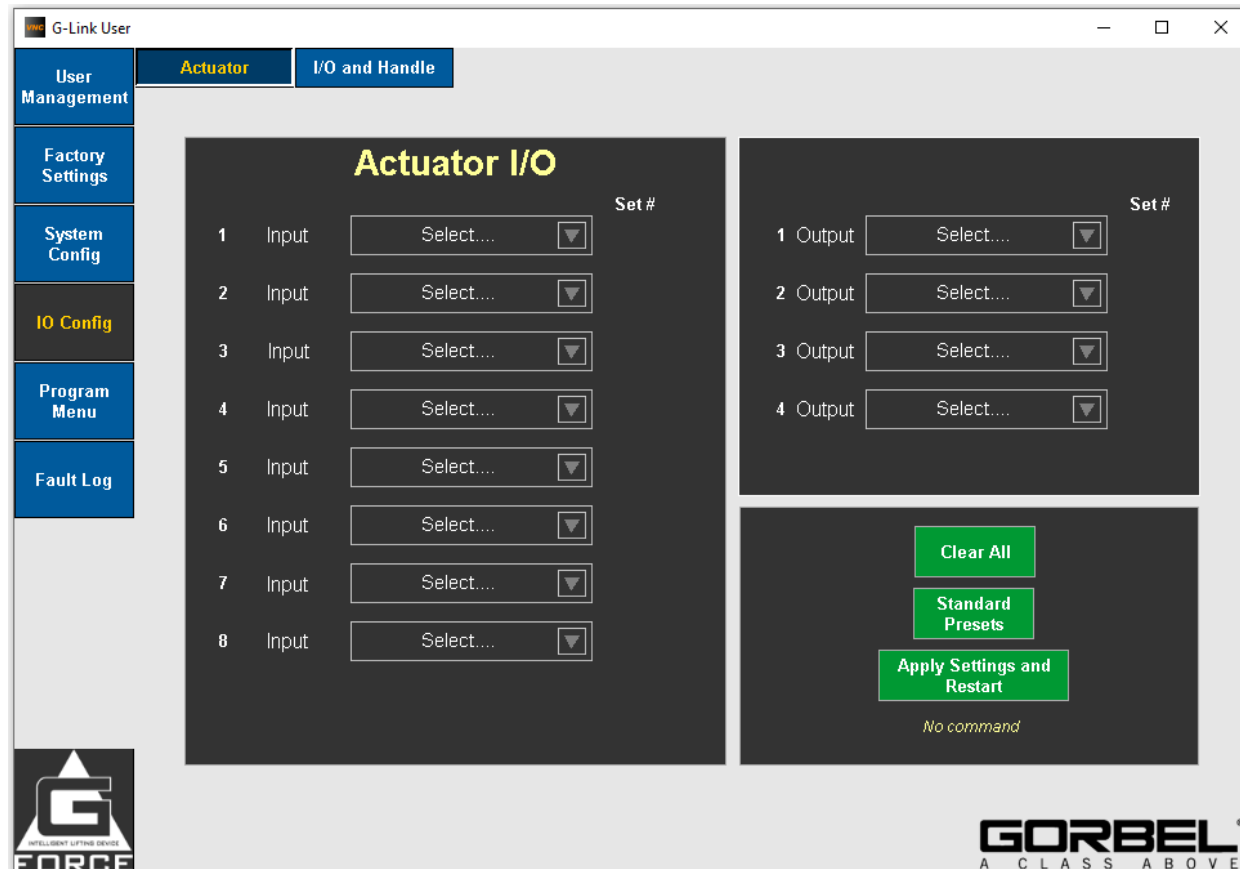 VNC G-Link User
User
Management
Factory
Settings
System
Config
IO Config
Program
Menu
Fault Log
Actuator
I/O and Handle
Actuator I/O
Set #
1 Input Select....
2 Input Select....
3 Input Select....
4 Input Select....
5 Input Select....
6 Input Select....
7 Input Select....
8 Input Select....
Set #
1 Output Select....
2 Output Select....
3 Output Select....
4 Output Select....
Clear All
Standard
Presets
Apply Settings and
Restart
No command
G
INTELLIGENT LIFTING DEVICE
FORCE
GORBEL®
A CLASS ABOVE